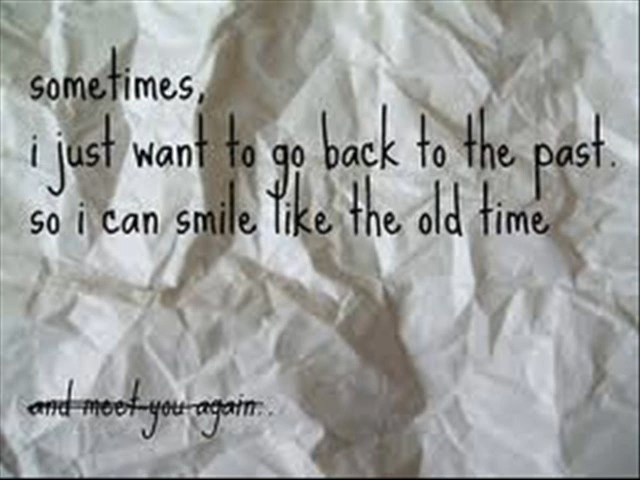 sometimes,
i just want to go back to the past.
so i can smile like the old time
and meet you again..